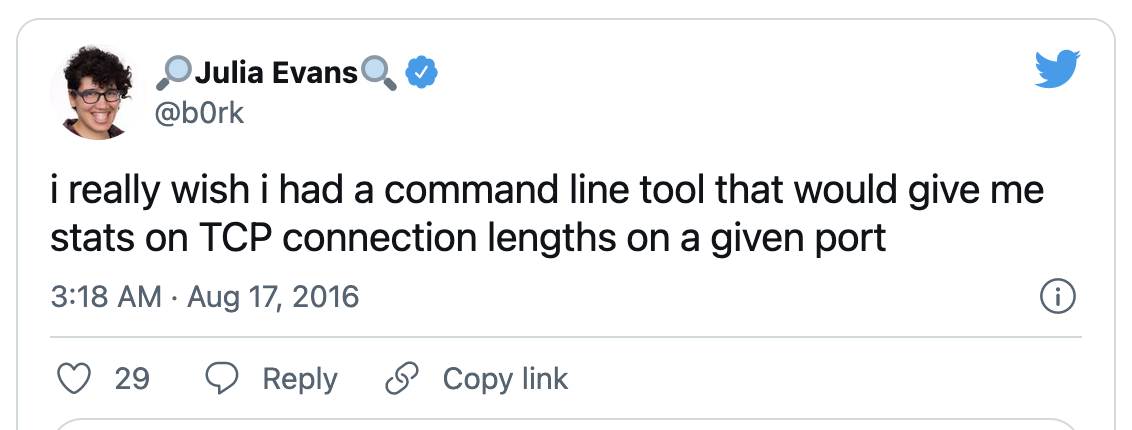 🔎Julia Evans🔍
@b0rk
i really wish i had a command line tool that would give me
stats on TCP connection lengths on a given port
3:18 AM · Aug 17, 2016
29 Reply Copy link